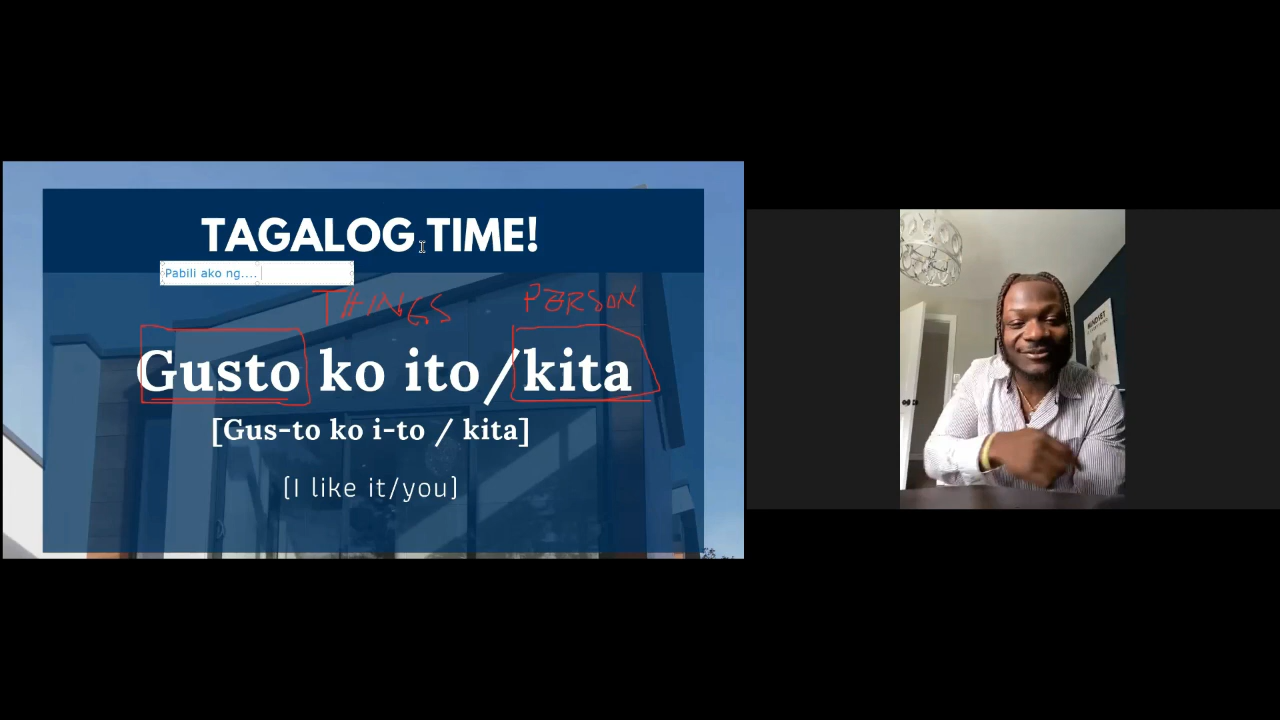 TAGALOG TIME!
Pabili ako ng....
THINGS
PERSON
Gusto ko ito /kita
[Gus-to ko i-to / kita]
(I like it/you)
MINDSET